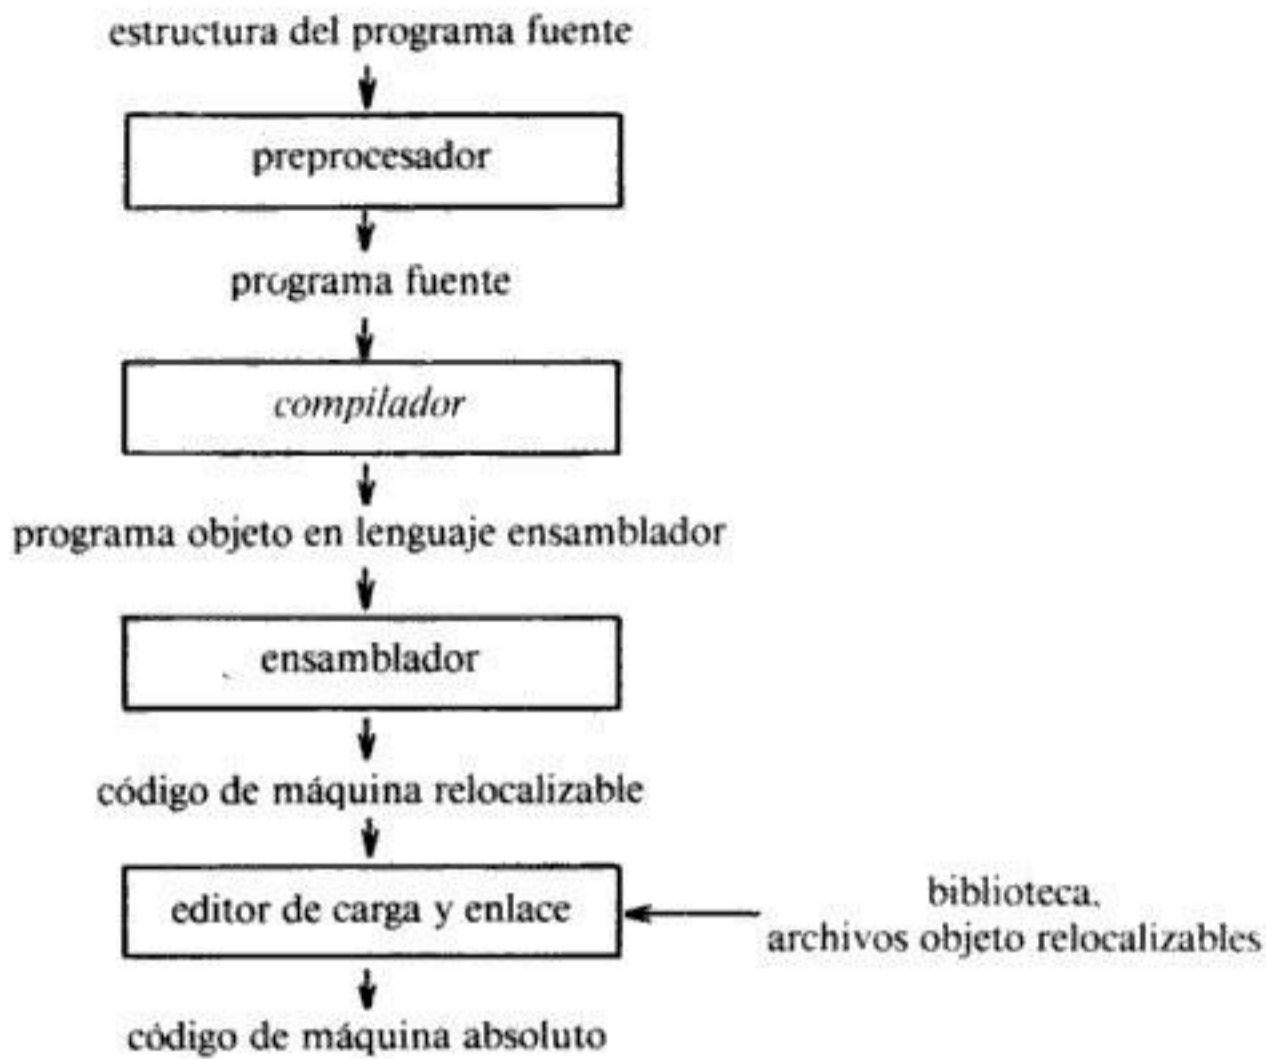 estructura del programa fuente
preprocesador
programa fuente
compilador
programa objeto en lenguaje ensamblador
ensamblador
código de máquina relocalizable
editor de carga y enlace
biblioteca,
archivos objeto relocalizables
código de máquina absoluto